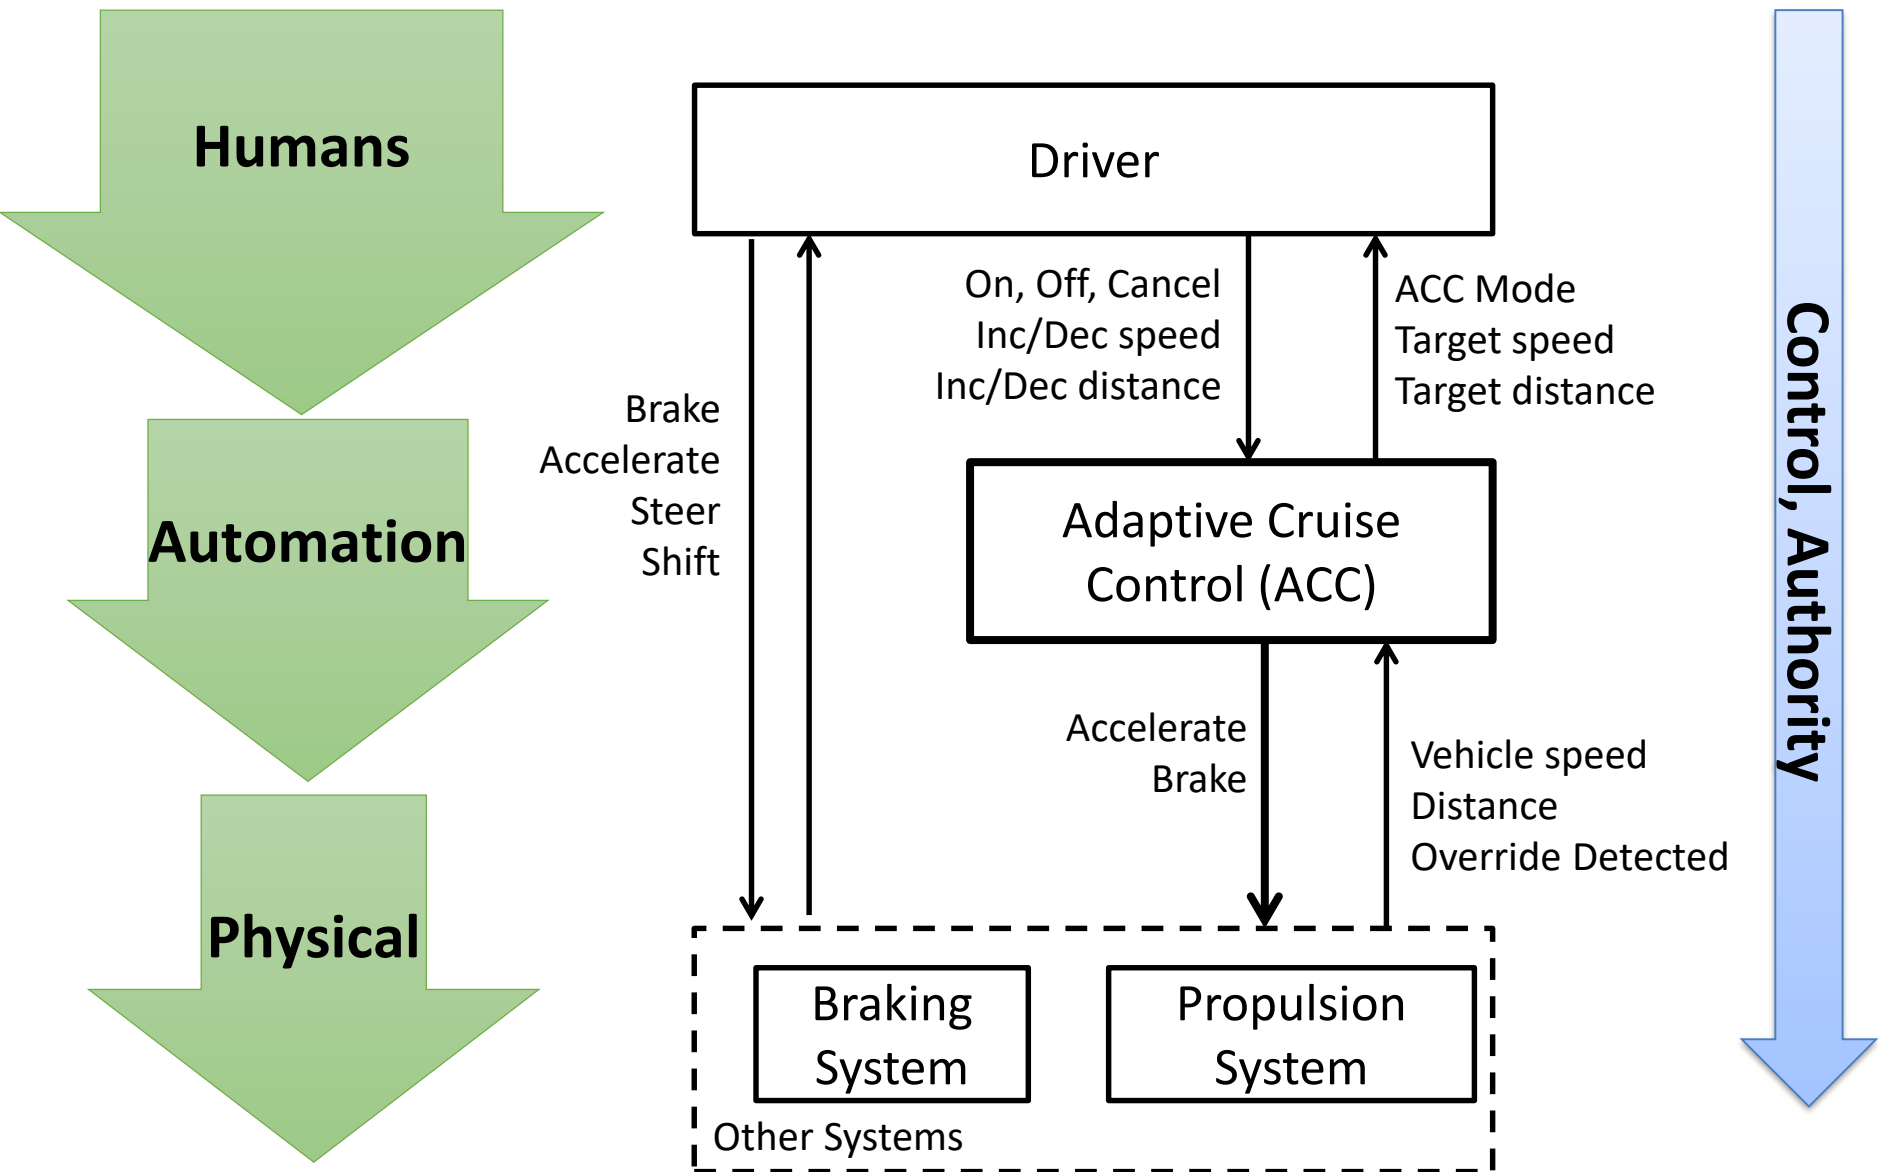 Humans
Driver
On, Off, Cancel
Inc/Dec speed
Inc/Dec distance
ACC Mode
Target speed
Target distance
Control, Authority
Brake
Accelerate
Steer
Shift
Automation
Adaptive Cruise
Control (ACC)
Accelerate
Brake
Vehicle speed
Distance
Override Detected
Physical
Braking
System
Propulsion
System
Other Systems